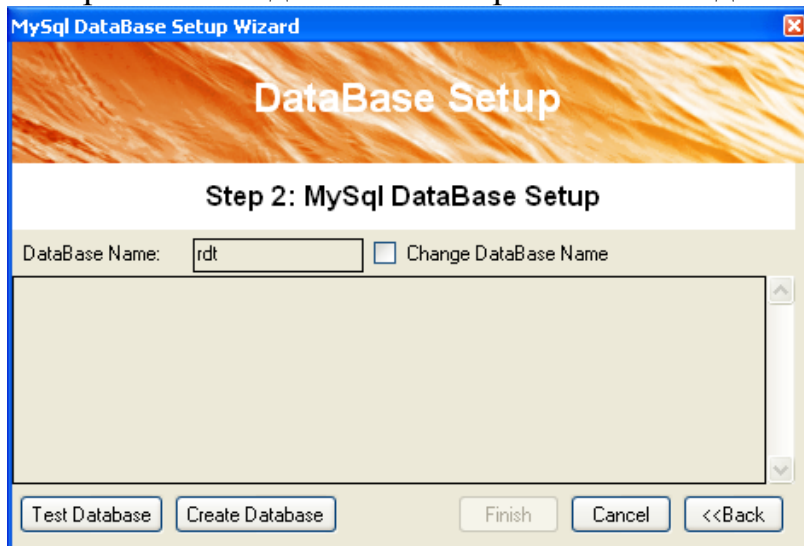 MySql DataBase Setup Wizard
DataBase Setup
Step 2: MySql DataBase Setup
DataBase Name: rdt Change DataBase Name
Test Database Create Database Finish Cancel <<Back